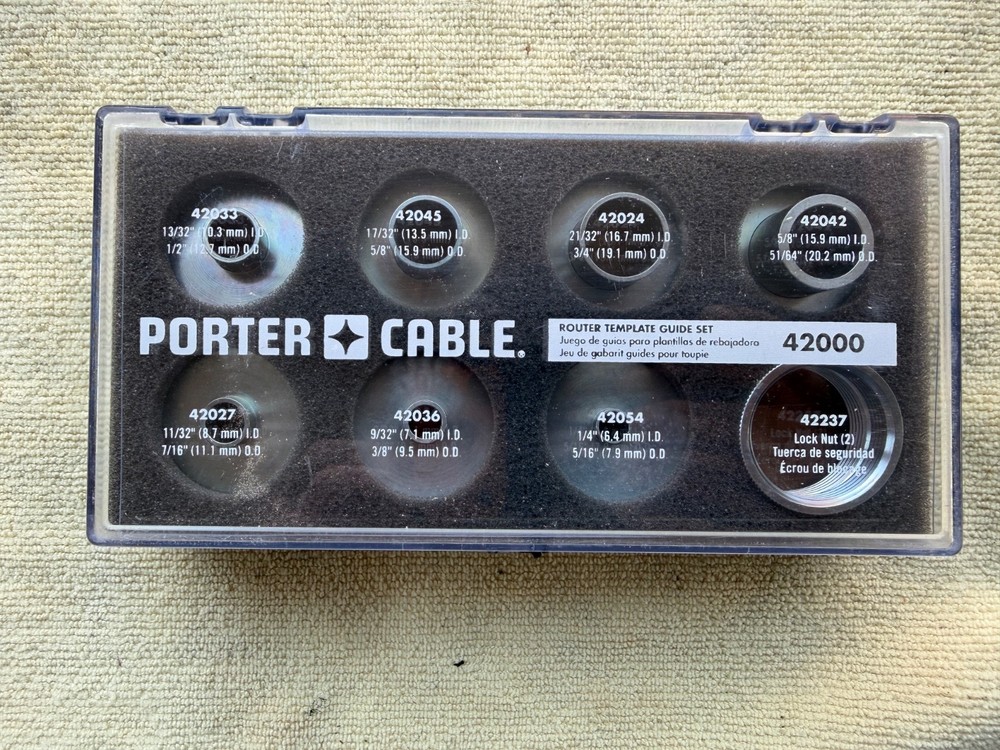 42033
13/32" (10.3 mm) I.D.
1/2" (12.7 mm) O.D
42045
17/32" (13.5 mm) I.D.
5/8" (15.9 mm) O.D.
42024
21/32" (16.7 mm) I.D.
3/4" (19.1 mm) O.D
42042
5/8" (15.9 mm) I.D.
51/64" (20.2 mm) O.D.
PORTER CABLE®
ROUTER TEMPLATE GUIDE SET
Juego de guias para plantillas de rebajadora
Jeu de gabarit guides pour toupie
42000
42027
11/32" (8.7 mm) I.D.
7/16" (11.1 mm) O.D.
42036
9/32" (7.1 mm) I.D.
3/8" (9.5 mm) O.D
42054
1/4" (6.4 mm) I.D.
5/16" (7.9 mm) O.D
42237
Lock Nut (2)
Tuerca de seguridad
Écrou de blocage